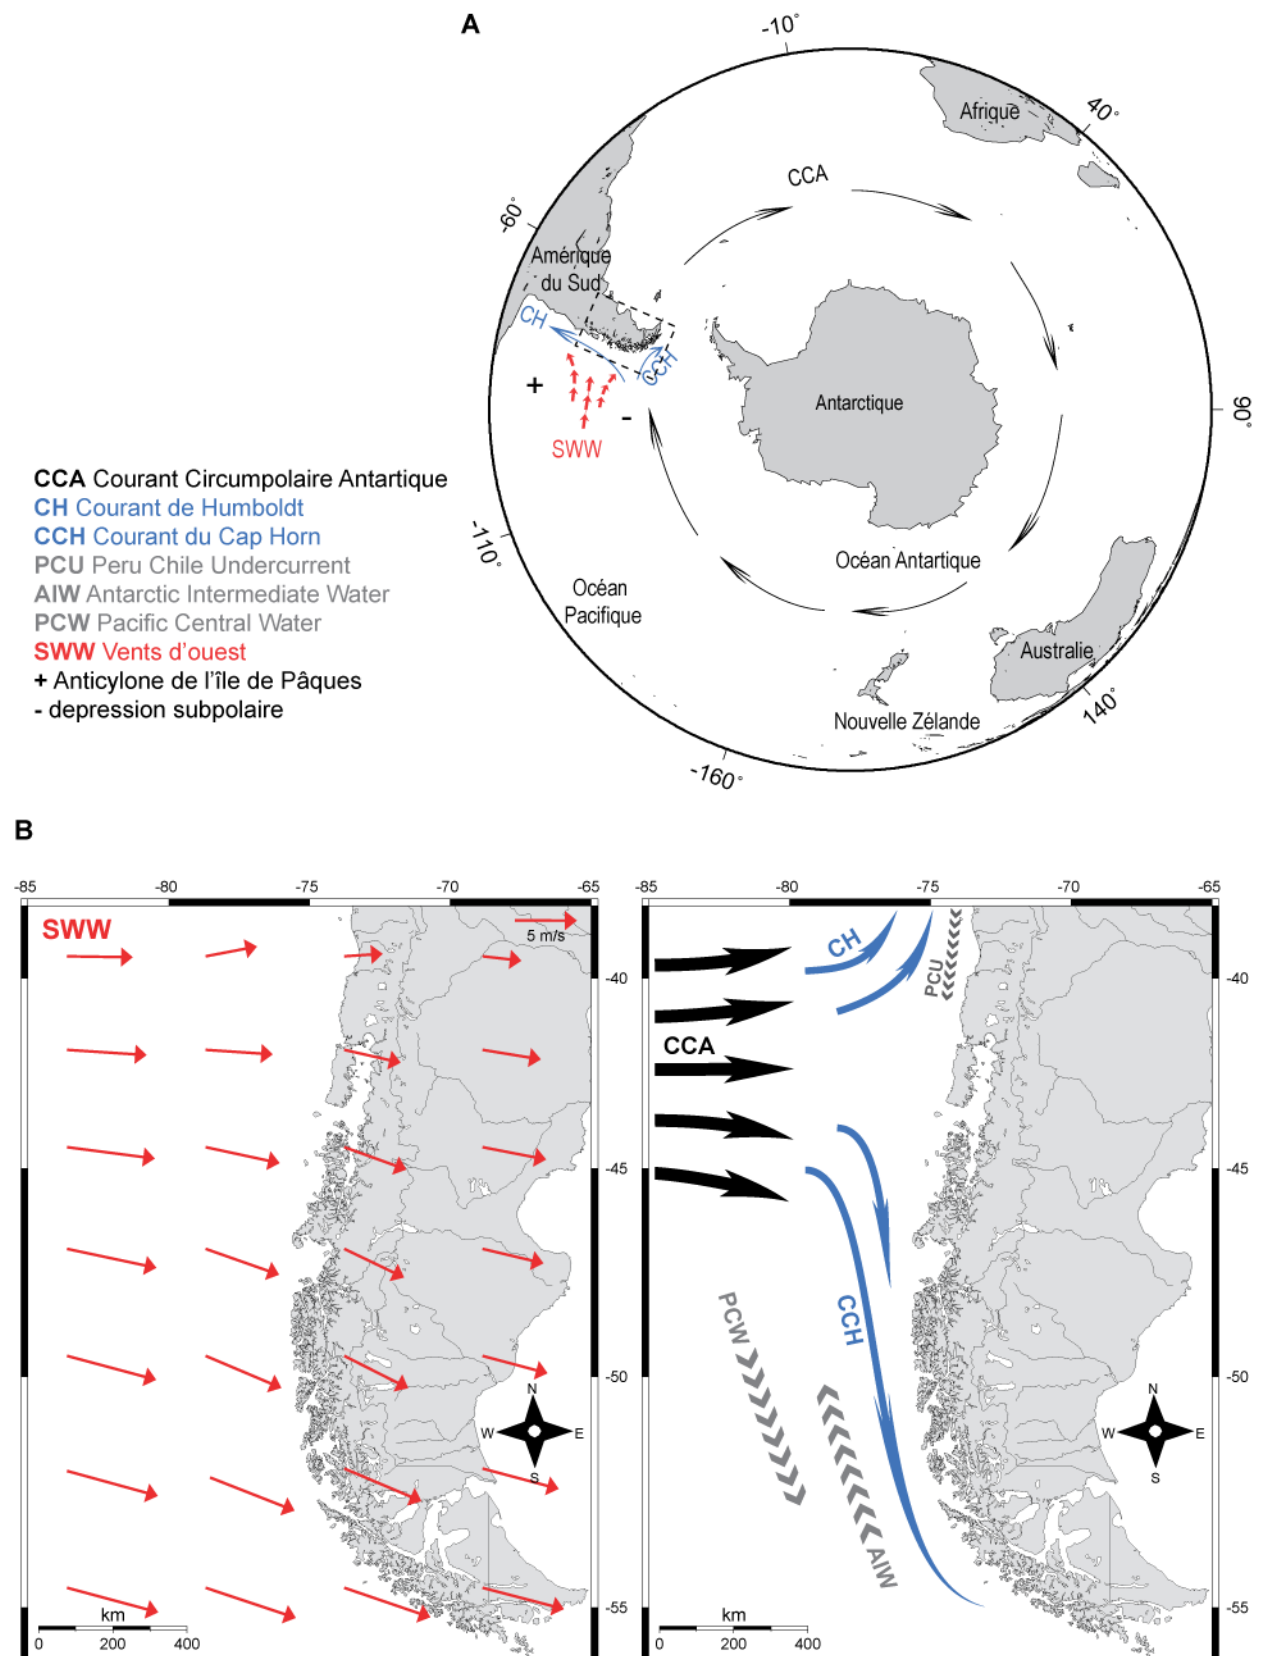 A
-10°
40°
Afrique
CCA
-60°
Amérique
du Sud
CH
CCH
+
-
SWW
Antarctique
90°
CCA Courant Circumpolaire Antartique
CH Courant de Humboldt
CCH Courant du Cap Horn
PCU Peru Chile Undercurrent
AIW Antarctic Intermediate Water
PCW Pacific Central Water
SWW Vents d'ouest
+ Anticylone de l'île de Pâques
- depression subpolaire
-110°
Océan Antartique
Océan
Pacifique
Australie
140°
Nouvelle Zélande
-160°
B
-85 -80 -75 -70 -65
SWW
5 m/s
N
W E
S
km
0 200 400
-85 -80 -75 -70 -65
CH
PCU
-40
CCA
-45
PCW
CCH
-50
N
W E
S
AIW
-55
km
0 200 400
-40
-45
-50
-55